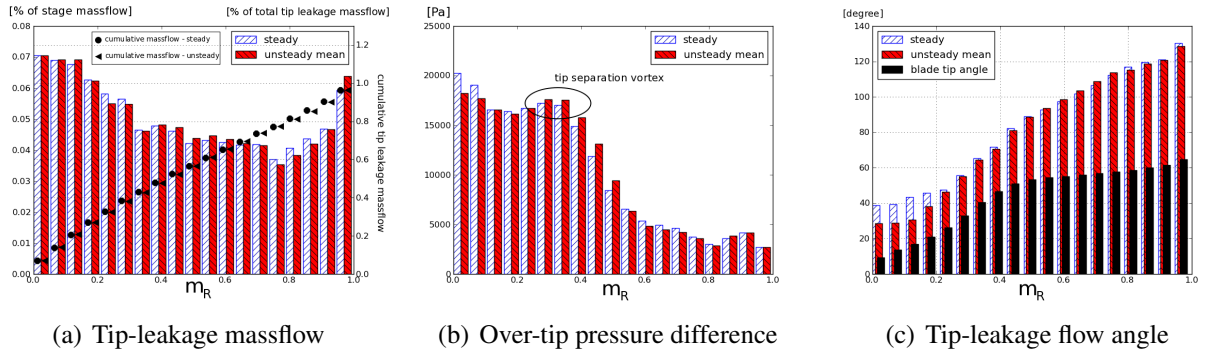 [% of stage massflow]
[% of total tip leakage massflow]
0.08
0.07
0.06
0.05
0.04
0.03
0.02
0.01
0.00
cumulative massflow - steady
cumulative massflow - unsteady
steady
unsteady mean
1.2
1.0
0.8
0.6
0.4
0.2
0.0
cumulative tip leakage massflow
0.0 0.2 0.4 0.6 0.8 1.0
mR
(a) Tip-leakage massflow
[Pa]
25000
20000
15000
10000
5000
0
steady
unsteady mean
tip separation vortex
0.0 0.2 0.4 0.6 0.8 1.0
mR
(b) Over-tip pressure difference
[degree]
140
120
100
80
60
40
20
0
steady
unsteady mean
blade tip angle
0.0 0.2 0.4 0.6 0.8 1.0
mR
(c) Tip-leakage flow angle